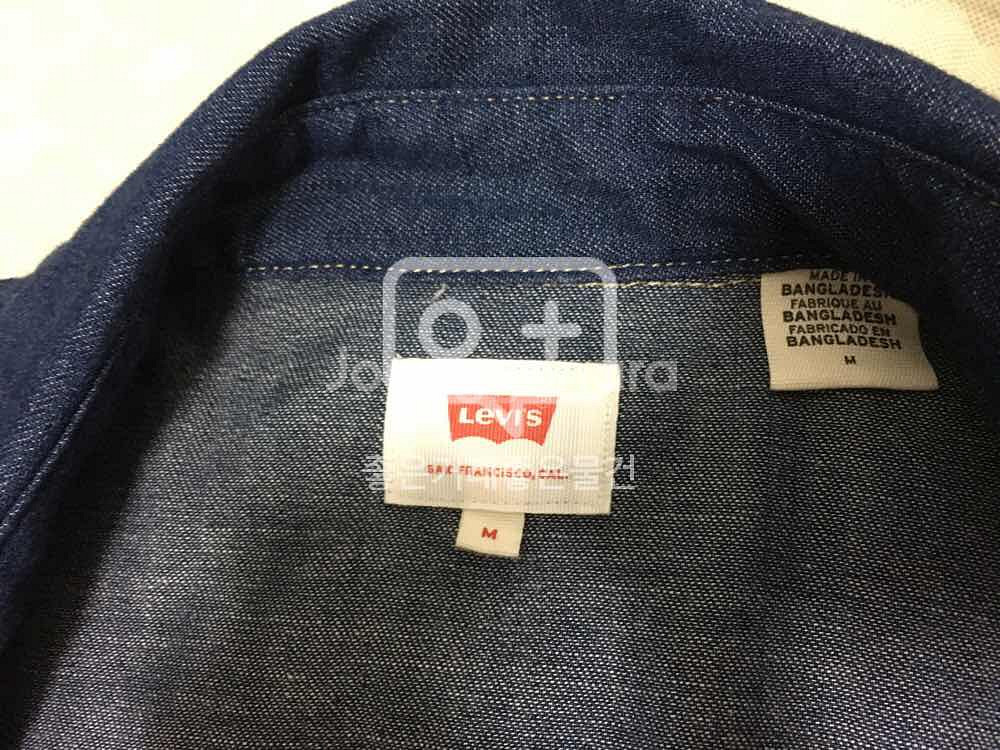 MADE IN
BANGLADESH
FABRIQUE AU
BANGLADESH
FABRICADO EN
BANGLADESH
M
Levi's
SAN FRANCISCO, CAL.
좋은거래좋은물건
M